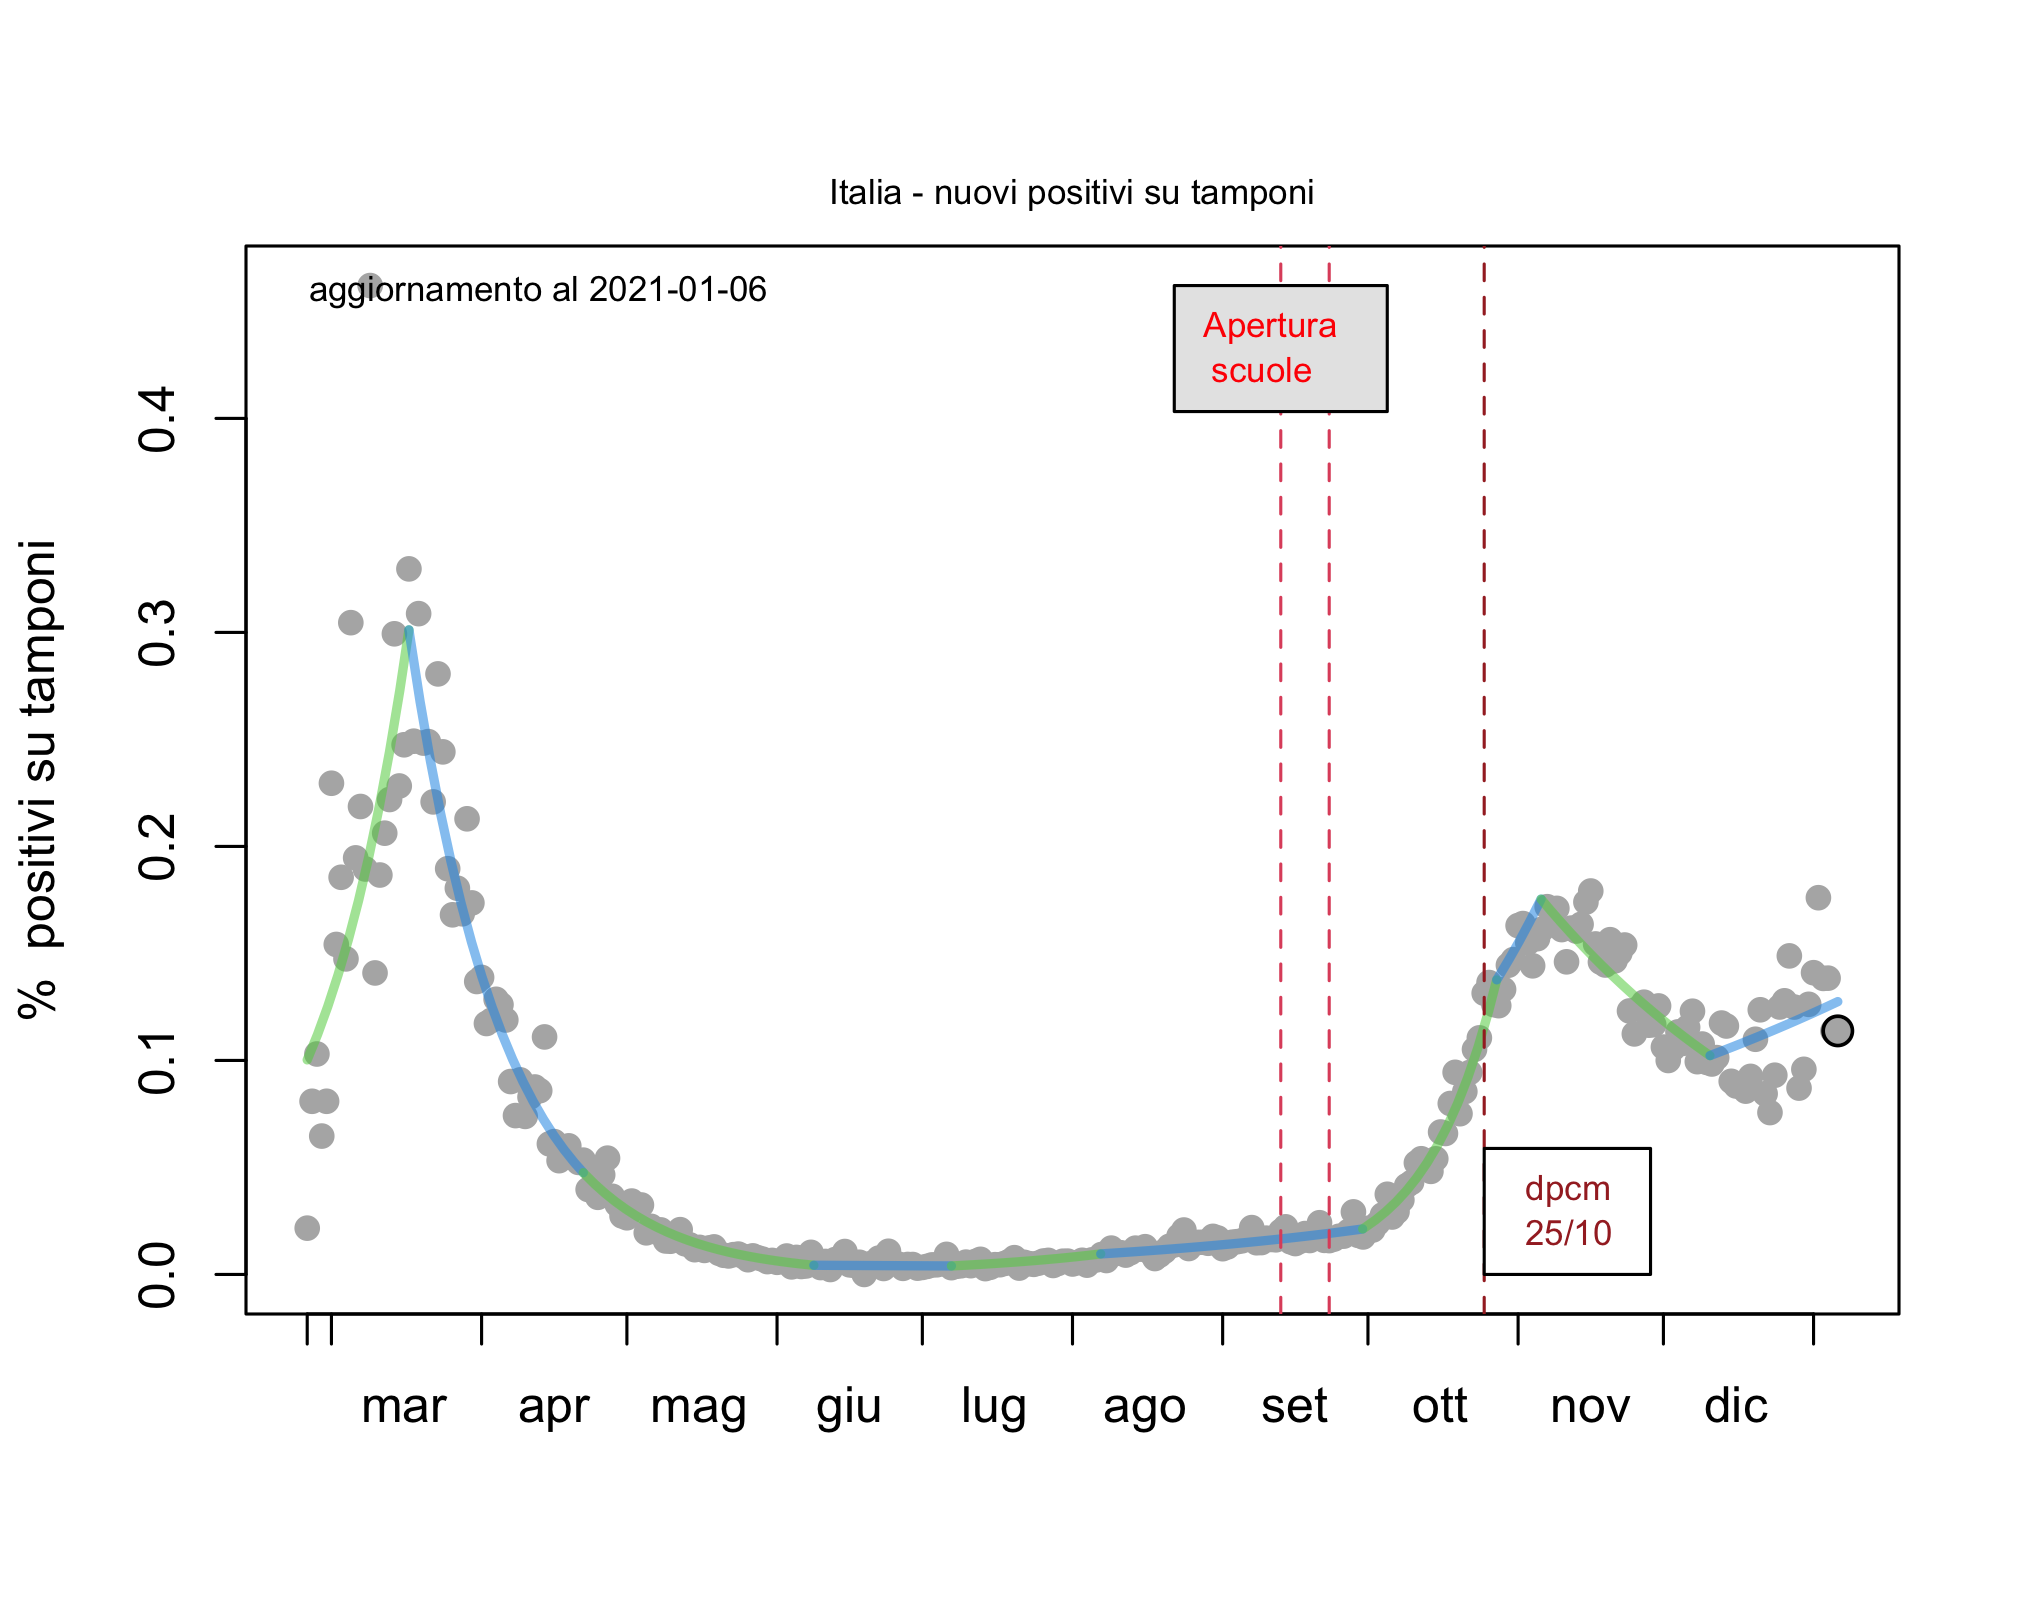 Italia - nuovi positivi su tamponi
aggiornamento al 2021-01-06
Apertura
scuole
dpcm
25/10
% positivi su tamponi
0.4
0.3
0.2
0.1
0.0
mar apr mag giu lug ago set ott nov dic